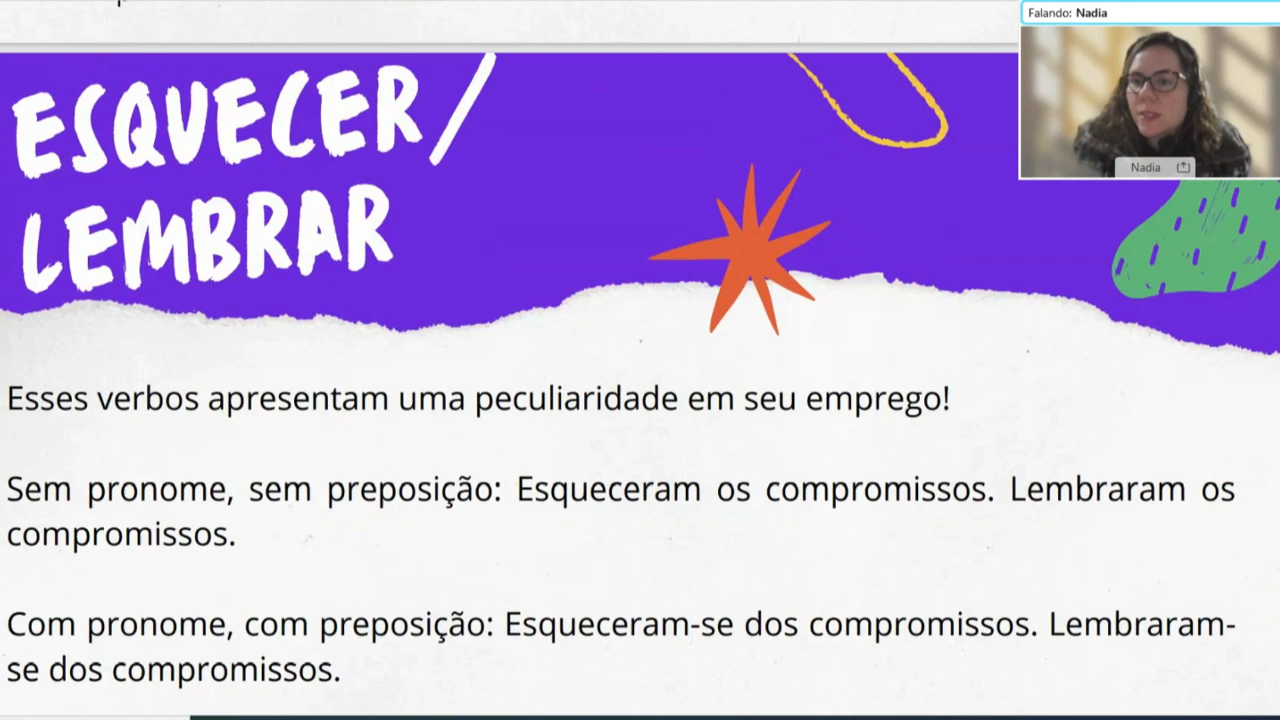 Falando: Nadia
Nadia
ESQUECER/
LEMBRAR
Esses verbos apresentam uma peculiaridade em seu emprego!
Sem pronome, sem preposição: Esqueceram os compromissos. Lembraram os
compromissos.
Com pronome, com preposição: Esqueceram-se dos compromissos. Lembraram-
se dos compromissos.